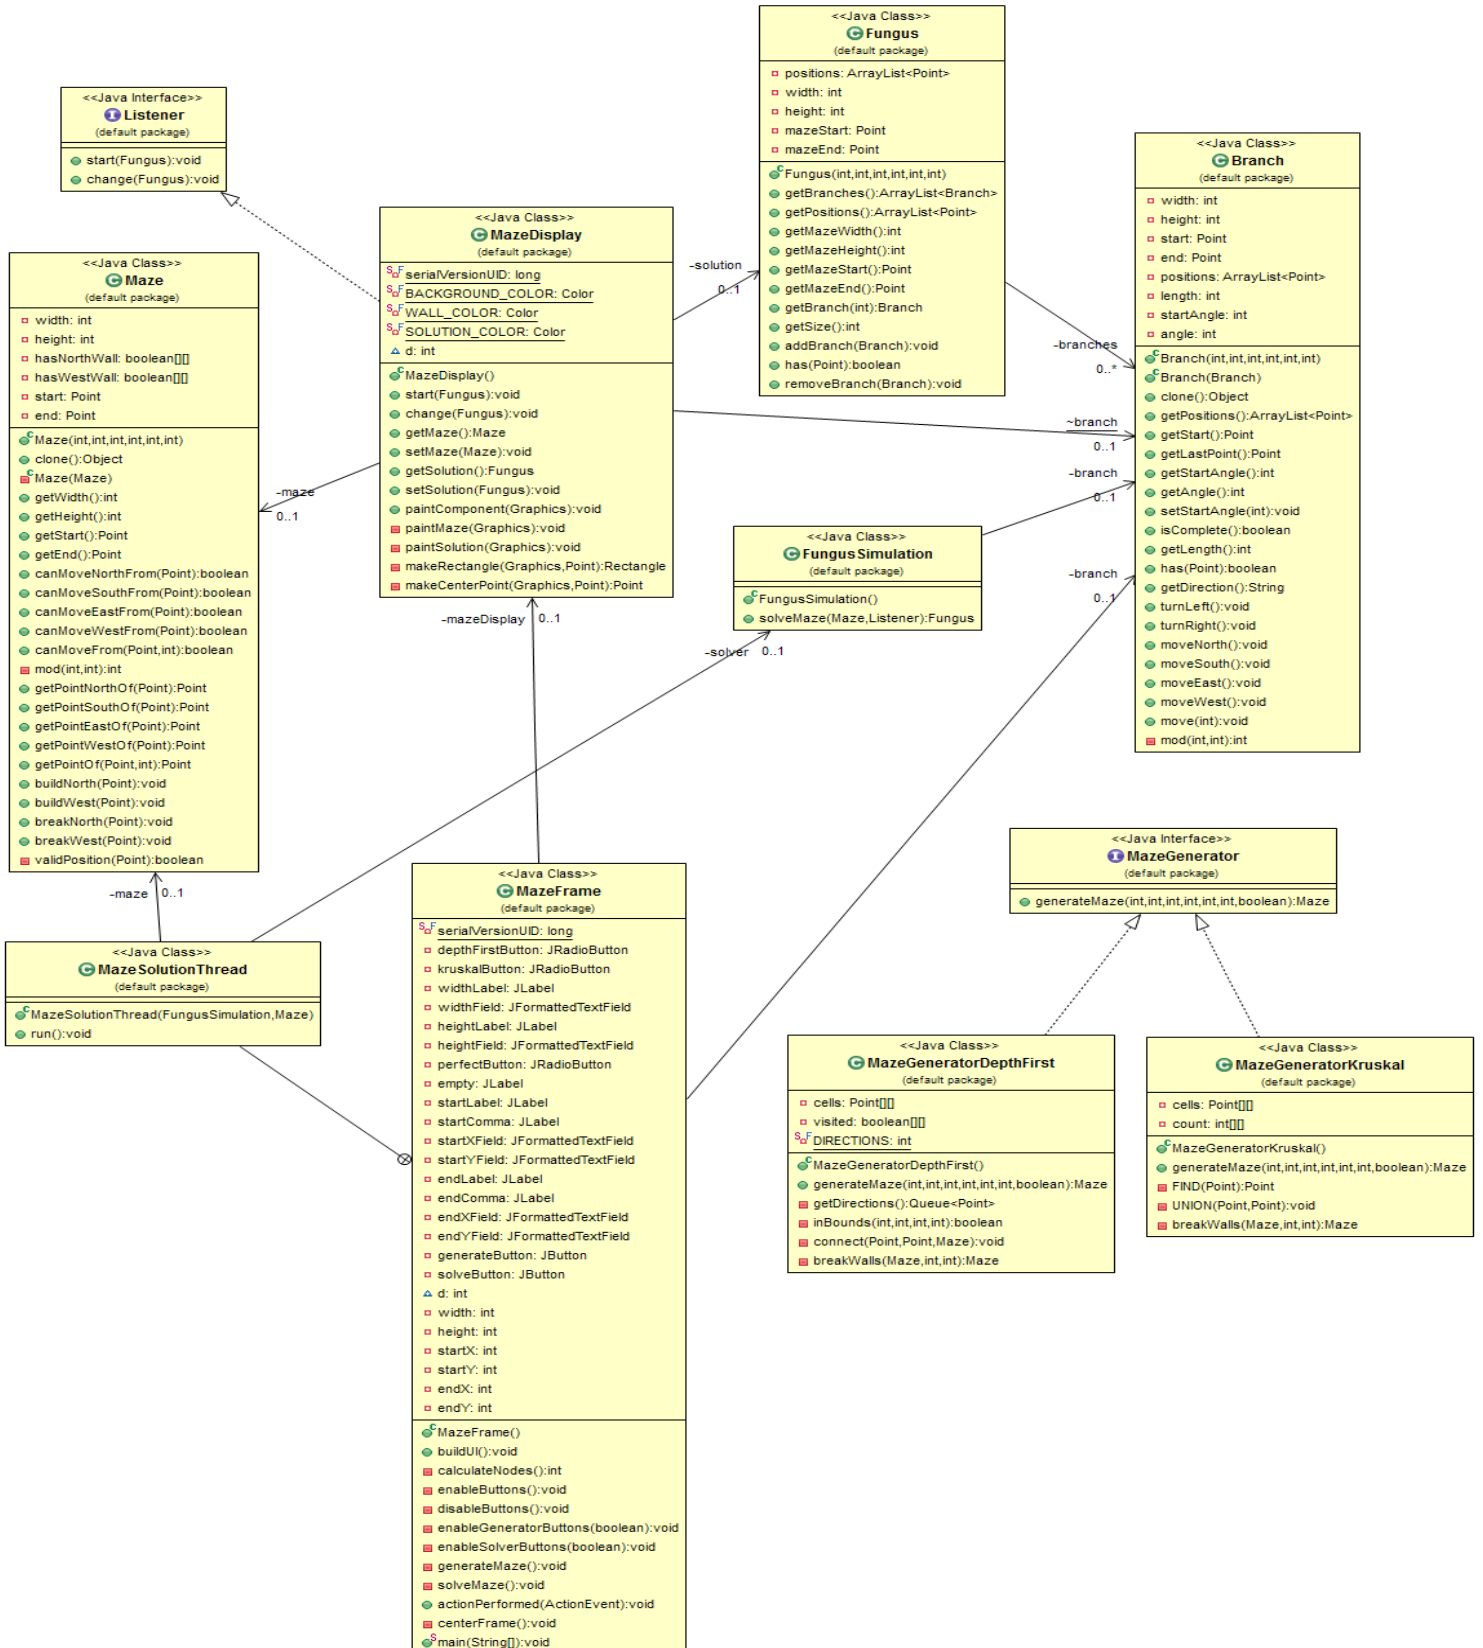 <<Java Class>>
Fungus
(default package)
positions: ArrayList<Point>
width: int
height: int
mazeStart: Point
mazeEnd: Point
Fungus(int,int,int,int,int,int)
getBranches():ArrayList<Branch>
getPositions():ArrayList<Point>
getMazeWidth():int
getMazeHeight():int
getMazeStart():Point
getMazeEnd():Point
getBranch(int):Branch
getSize():int
addBranch(Branch):void
has(Point):boolean
removeBranch(Branch):void
<<Java Interface>>
Listener
(default package)
start(Fungus):void
change(Fungus):void
<<Java Class>>
Branch
(default package)
width: int
height: int
start: Point
end: Point
positions: ArrayList<Point>
length: int
startAngle: int
angle: int
Branch(int,int,int,int,int,int)
Branch(Branch)
clone():Object
getPositions():ArrayList<Point>
getStart():Point
getLastPoint():Point
getStartAngle():int
getAngle():int
setStartAngle(int):void
isComplete():boolean
getLength():int
has(Point):boolean
getDirection():String
turnLeft():void
turnRight():void
moveNorth():void
moveSouth():void
moveEast():void
moveWest():void
move(int):void
mod(int,int):int
<<Java Class>>
MazeDisplay
(default package)
serialVersionUID: long
BACKGROUND_COLOR: Color
WALL_COLOR: Color
SOLUTION_COLOR: Color
d: int
MazeDisplay()
start(Fungus):void
change(Fungus):void
getMaze():Maze
setMaze(Maze):void
getSolution():Fungus
setSolution(Fungus):void
paintComponent(Graphics):void
paintMaze(Graphics):void
paintSolution(Graphics):void
makeRectangle(Graphics,Point):Rectangle
makeCenterPoint(Graphics,Point):Point
<<Java Class>>
Maze
(default package)
width: int
height: int
hasNorthWall: boolean[][]
hasWestWall: boolean[][]
start: Point
end: Point
Maze(int,int,int,int,int,int)
clone():Object
Maze(Maze)
getWidth():int
getHeight():int
getStart():Point
getEnd():Point
canMoveNorthFrom(Point):boolean
canMoveSouthFrom(Point):boolean
canMoveEastFrom(Point):boolean
canMoveWestFrom(Point):boolean
canMoveFrom(Point,int):boolean
mod(int,int):int
getPointNorthOf(Point):Point
getPointSouthOf(Point):Point
getPointEastOf(Point):Point
getPointWestOf(Point):Point
getPointOf(Point,int):Point
buildNorth(Point):void
buildWest(Point):void
breakNorth(Point):void
breakWest(Point):void
validPosition(Point):boolean
-solution
0..1
-branches
0..*
~branch
0..1
-branch
0..1
-branch
0..1
-maze
0..1
-mazeDisplay 0..1
-solver 0..1
-maze 0..1
<<Java Class>>
FungusSimulation
(default package)
FungusSimulation()
solveMaze(Maze,Listener):Fungus
<<Java Interface>>
MazeGenerator
(default package)
generateMaze(int,int,int,int,int,int,boolean):Maze
<<Java Class>>
MazeSolutionThread
(default package)
MazeSolutionThread(FungusSimulation,Maze)
run():void
<<Java Class>>
MazeFrame
(default package)
serialVersionUID: long
depthFirstButton: JRadioButton
kruskalButton: JRadioButton
widthLabel: JLabel
widthField: JFormattedTextField
heightLabel: JLabel
heightField: JFormattedTextField
perfectButton: JRadioButton
empty: JLabel
startLabel: JLabel
startComma: JLabel
startXField: JFormattedTextField
startYField: JFormattedTextField
endLabel: JLabel
endComma: JLabel
endXField: JFormattedTextField
endYField: JFormattedTextField
generateButton: JButton
solveButton: JButton
d: int
width: int
height: int
startX: int
startY: int
endX: int
endY: int
MazeFrame()
buildUI():void
calculateNodes():int
enableButtons():void
disableButtons():void
enableGeneratorButtons(boolean):void
enableSolverButtons(boolean):void
generateMaze():void
solveMaze():void
actionPerformed(ActionEvent):void
centerFrame():void
main(String[]):void
<<Java Class>>
MazeGeneratorDepthFirst
(default package)
cells: Point[][]
visited: boolean[][]
DIRECTIONS: int
MazeGeneratorDepthFirst()
generateMaze(int,int,int,int,int,int,boolean):Maze
getDirections():Queue<Point>
inBounds(int,int,int,int):boolean
connect(Point,Point,Maze):void
breakWalls(Maze,int,int):Maze
<<Java Class>>
MazeGeneratorKruskal
(default package)
cells: Point[][]
count: int[][]
MazeGeneratorKruskal()
generateMaze(int,int,int,int,int,int,boolean):Maze
FIND(Point):Point
UNION(Point,Point):void
breakWalls(Maze,int,int):Maze